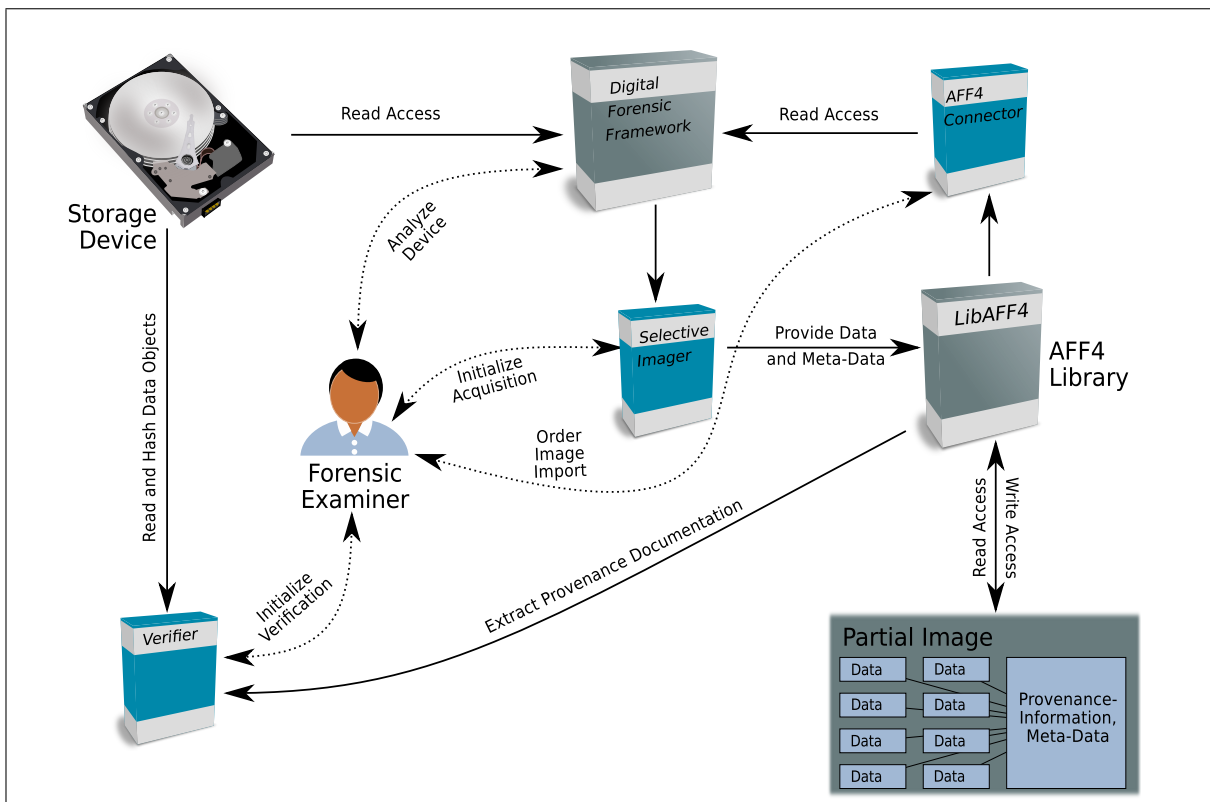 Storage
Device
Read Access
Digital
Forensic
Framework
Read Access
AFF4
Connector
Analyze
Device
Selective
Imager
Provide Data
and Meta-Data
LibAFF4
AFF4
Library
Initialize
Acquisition
Order
Image
Import
Forensic
Examiner
Read and Hash Data Objects
Initialize
Verification
Extract Provenance Documentation
Read Access
Write Access
Verifier
Partial Image
Data
Data
Data
Data
Data
Data
Data
Data
Provenance-
Information,
Meta-Data